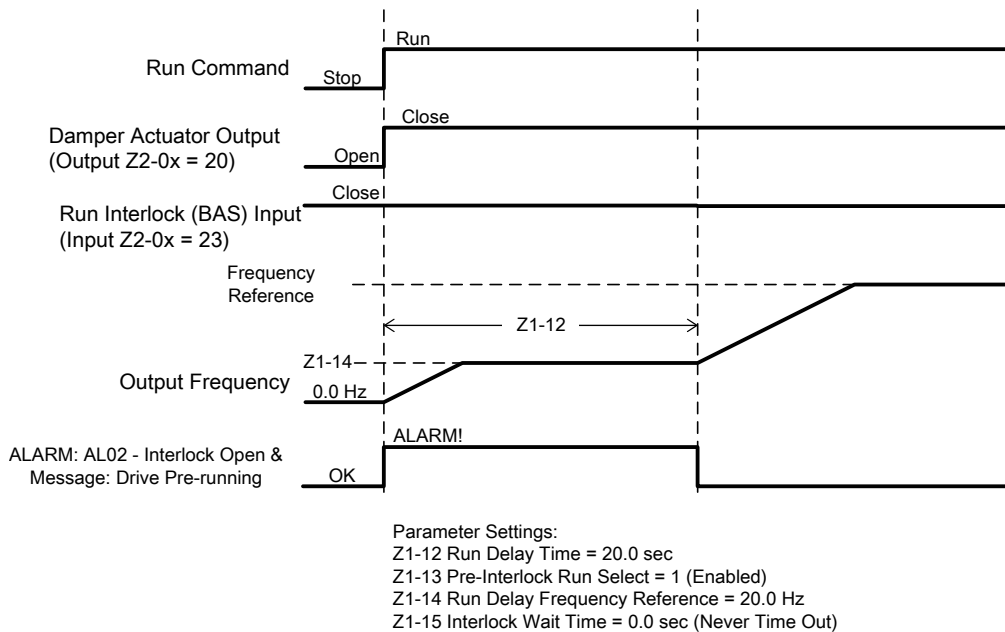 Run
Run Command
Stop
Close
Damper Actuator Output
(Output Z2-0x = 20)
Open
Close
Run Interlock (BAS) Input
(Input Z2-0x = 23)
Frequency
Reference
Z1-12
Z1-14
Output Frequency
0.0 Hz
ALARM!
ALARM: AL02 - Interlock Open &
Message: Drive Pre-running
OK
Parameter Settings:
Z1-12 Run Delay Time = 20.0 sec
Z1-13 Pre-Interlock Run Select = 1 (Enabled)
Z1-14 Run Delay Frequency Reference = 20.0 Hz
Z1-15 Interlock Wait Time = 0.0 sec (Never Time Out)